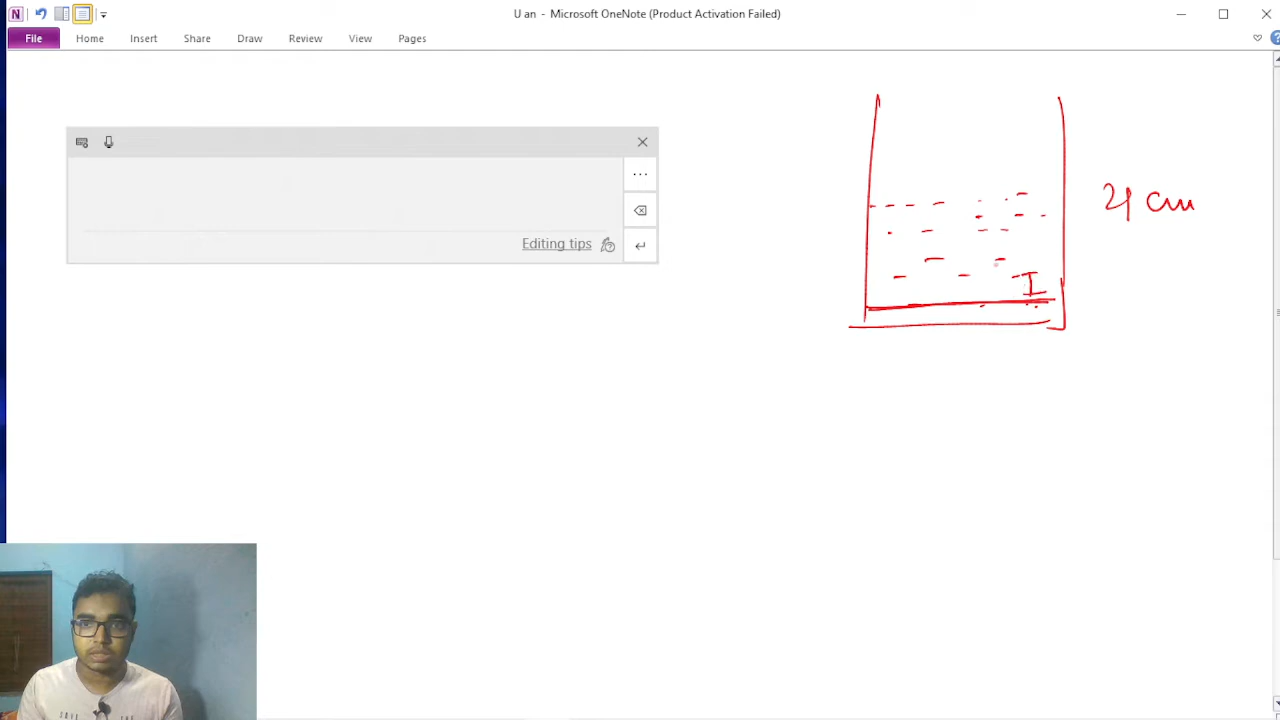 U an - Microsoft OneNote (Product Activation Failed)
File Home Insert Share Draw Review View Pages
Editing tips
21 cm
I